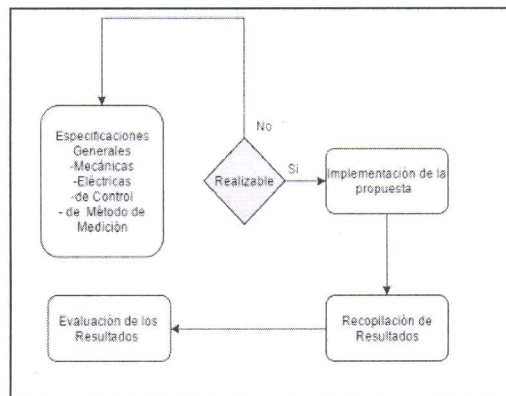 No
Especificaciones
Generales
-Mecánicas
-Eléctricas
-de Control
- de Método de
Medición
Realizable
Si
Implementación de la
propuesta
Evaluación de los
Resultados
Recopilación de
Resultados